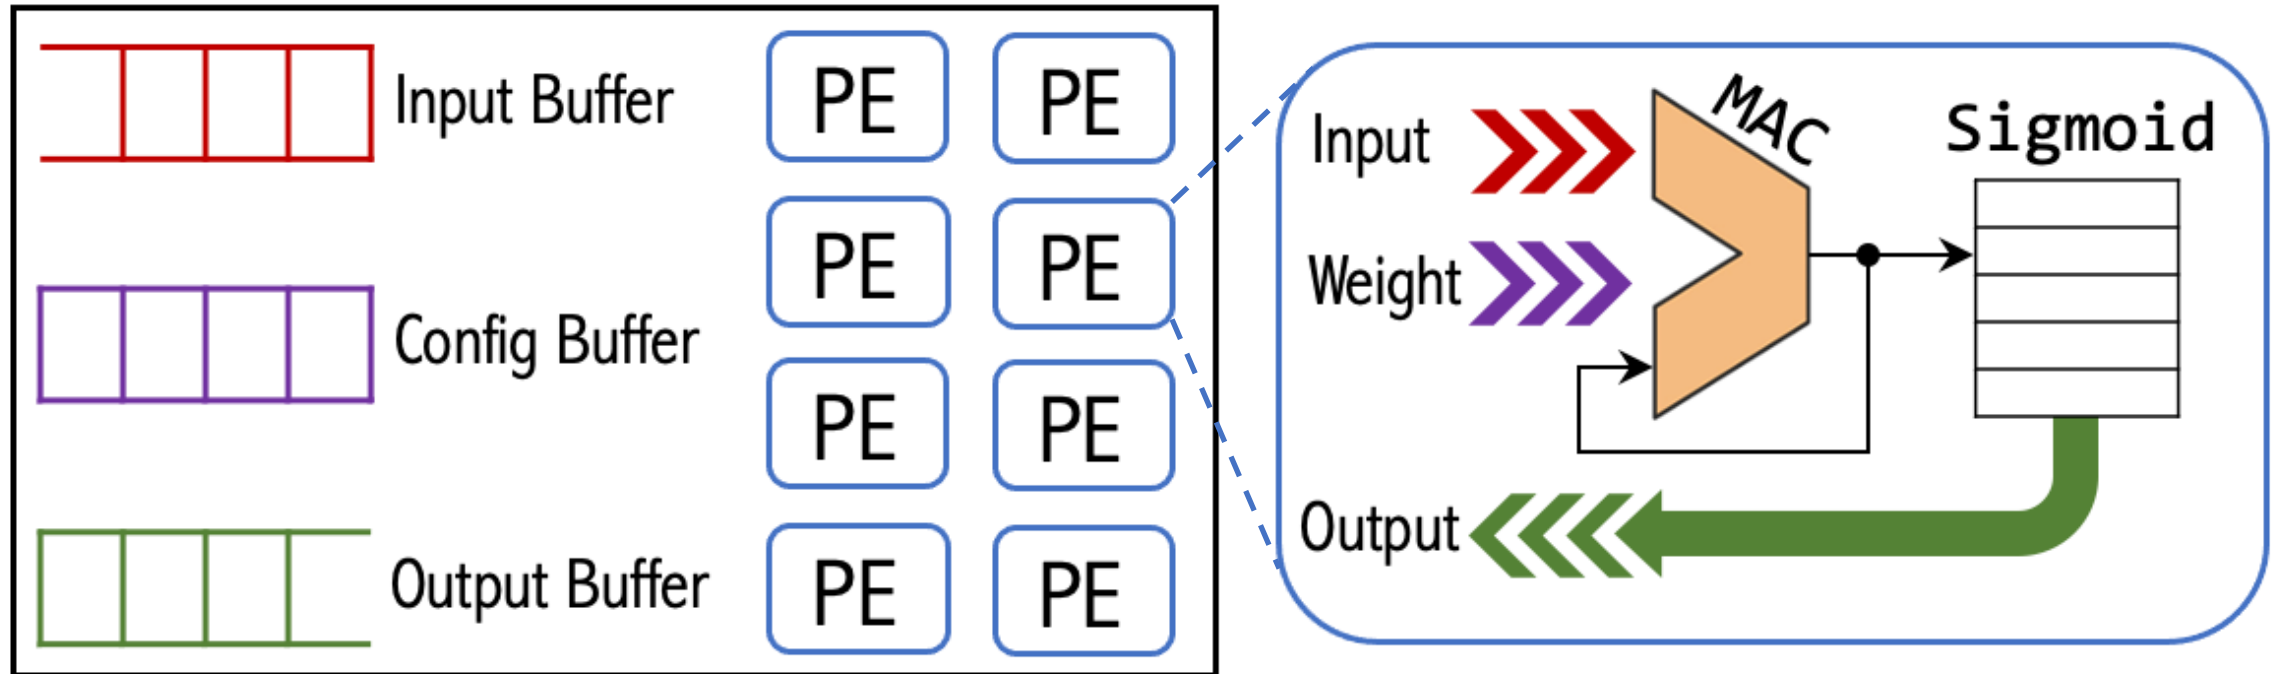 Input Buffer
Config Buffer
Output Buffer
PE PE
PE PE
PE PE
PE PE
Input
Weight
Output
MAC
Sigmoid